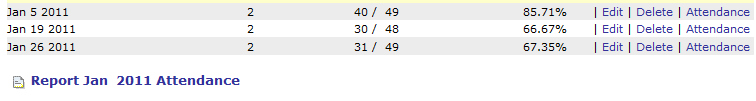 Jan 5 2011 2 40 / 49 85.71% | Edit | Delete | Attendance
Jan 19 2011 2 30 / 48 66.67% | Edit | Delete | Attendance
Jan 26 2011 2 31 / 49 67.35% | Edit | Delete | Attendance
Report Jan 2011 Attendance